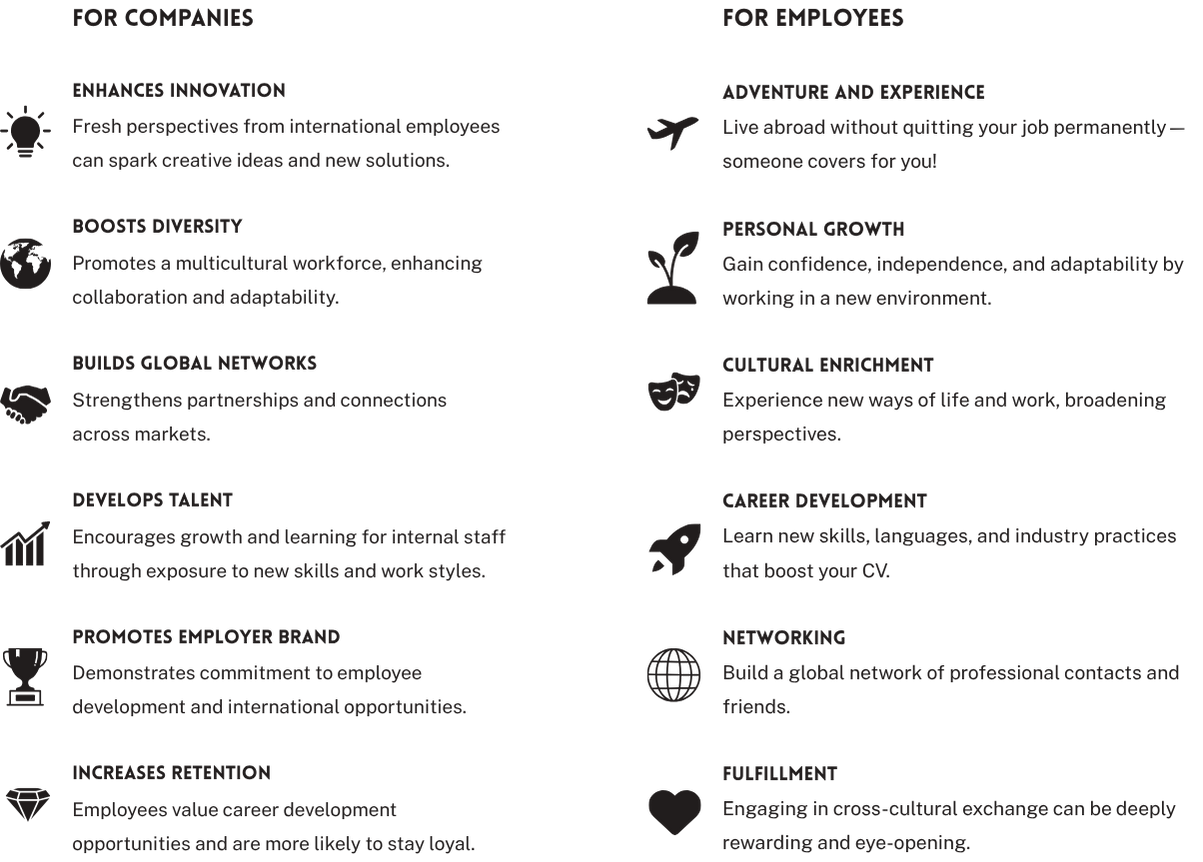 FOR COMPANIES
ENHANCES INNOVATION
Fresh perspectives from international employees
can spark creative ideas and new solutions.
BOOSTS DIVERSITY
Promotes a multicultural workforce, enhancing
collaboration and adaptability.
BUILDS GLOBAL NETWORKS
Strengthens partnerships and connections
across markets.
DEVELOPS TALENT
Encourages growth and learning for internal staff
through exposure to new skills and work styles.
PROMOTES EMPLOYER BRAND
Demonstrates commitment to employee
development and international opportunities.
INCREASES RETENTION
Employees value career development
opportunities and are more likely to stay loyal.
FOR EMPLOYEES
ADVENTURE AND EXPERIENCE
Live abroad without quitting your job permanently —
someone covers for you!
PERSONAL GROWTH
Gain confidence, independence, and adaptability by
working in a new environment.
CULTURAL ENRICHMENT
Experience new ways of life and work, broadening
perspectives.
CAREER DEVELOPMENT
Learn new skills, languages, and industry practices
that boost your CV.
NETWORKING
Build a global network of professional contacts and
friends.
FULFILLMENT
Engaging in cross-cultural exchange can be deeply
rewarding and eye-opening.